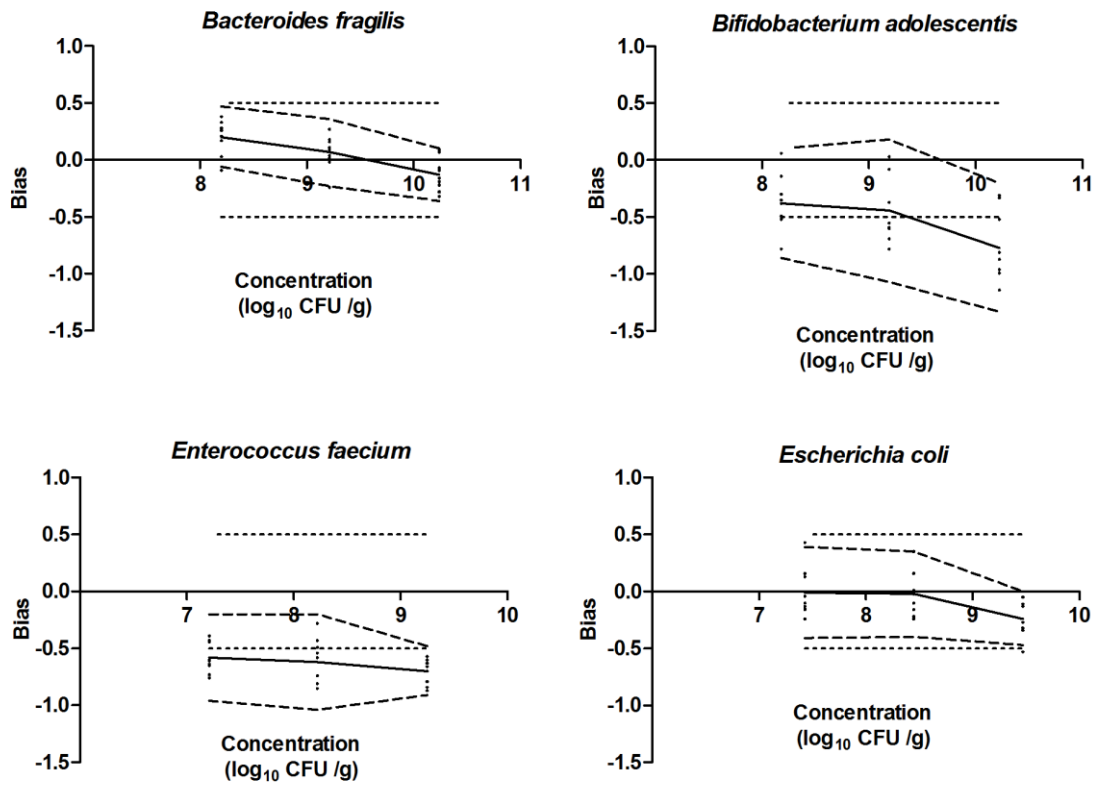 Bacteroides fragilis
1.0
0.5
0.0
-0.5
-1.0
-1.5
Bias
8 9 10 11
Concentration
(log₁₀ CFU /g)
Bifidobacterium adolescentis
1.0
0.5
0.0
-0.5
-1.0
-1.5
Bias
8 9 10 11
Concentration
(log₁₀ CFU /g)
Enterococcus faecium
1.0
0.5
0.0
-0.5
-1.0
-1.5
Bias
7 8 9 10
Concentration
(log₁₀ CFU /g)
Escherichia coli
1.0
0.5
0.0
-0.5
-1.0
-1.5
Bias
7 8 9 10
Concentration
(log₁₀ CFU /g)